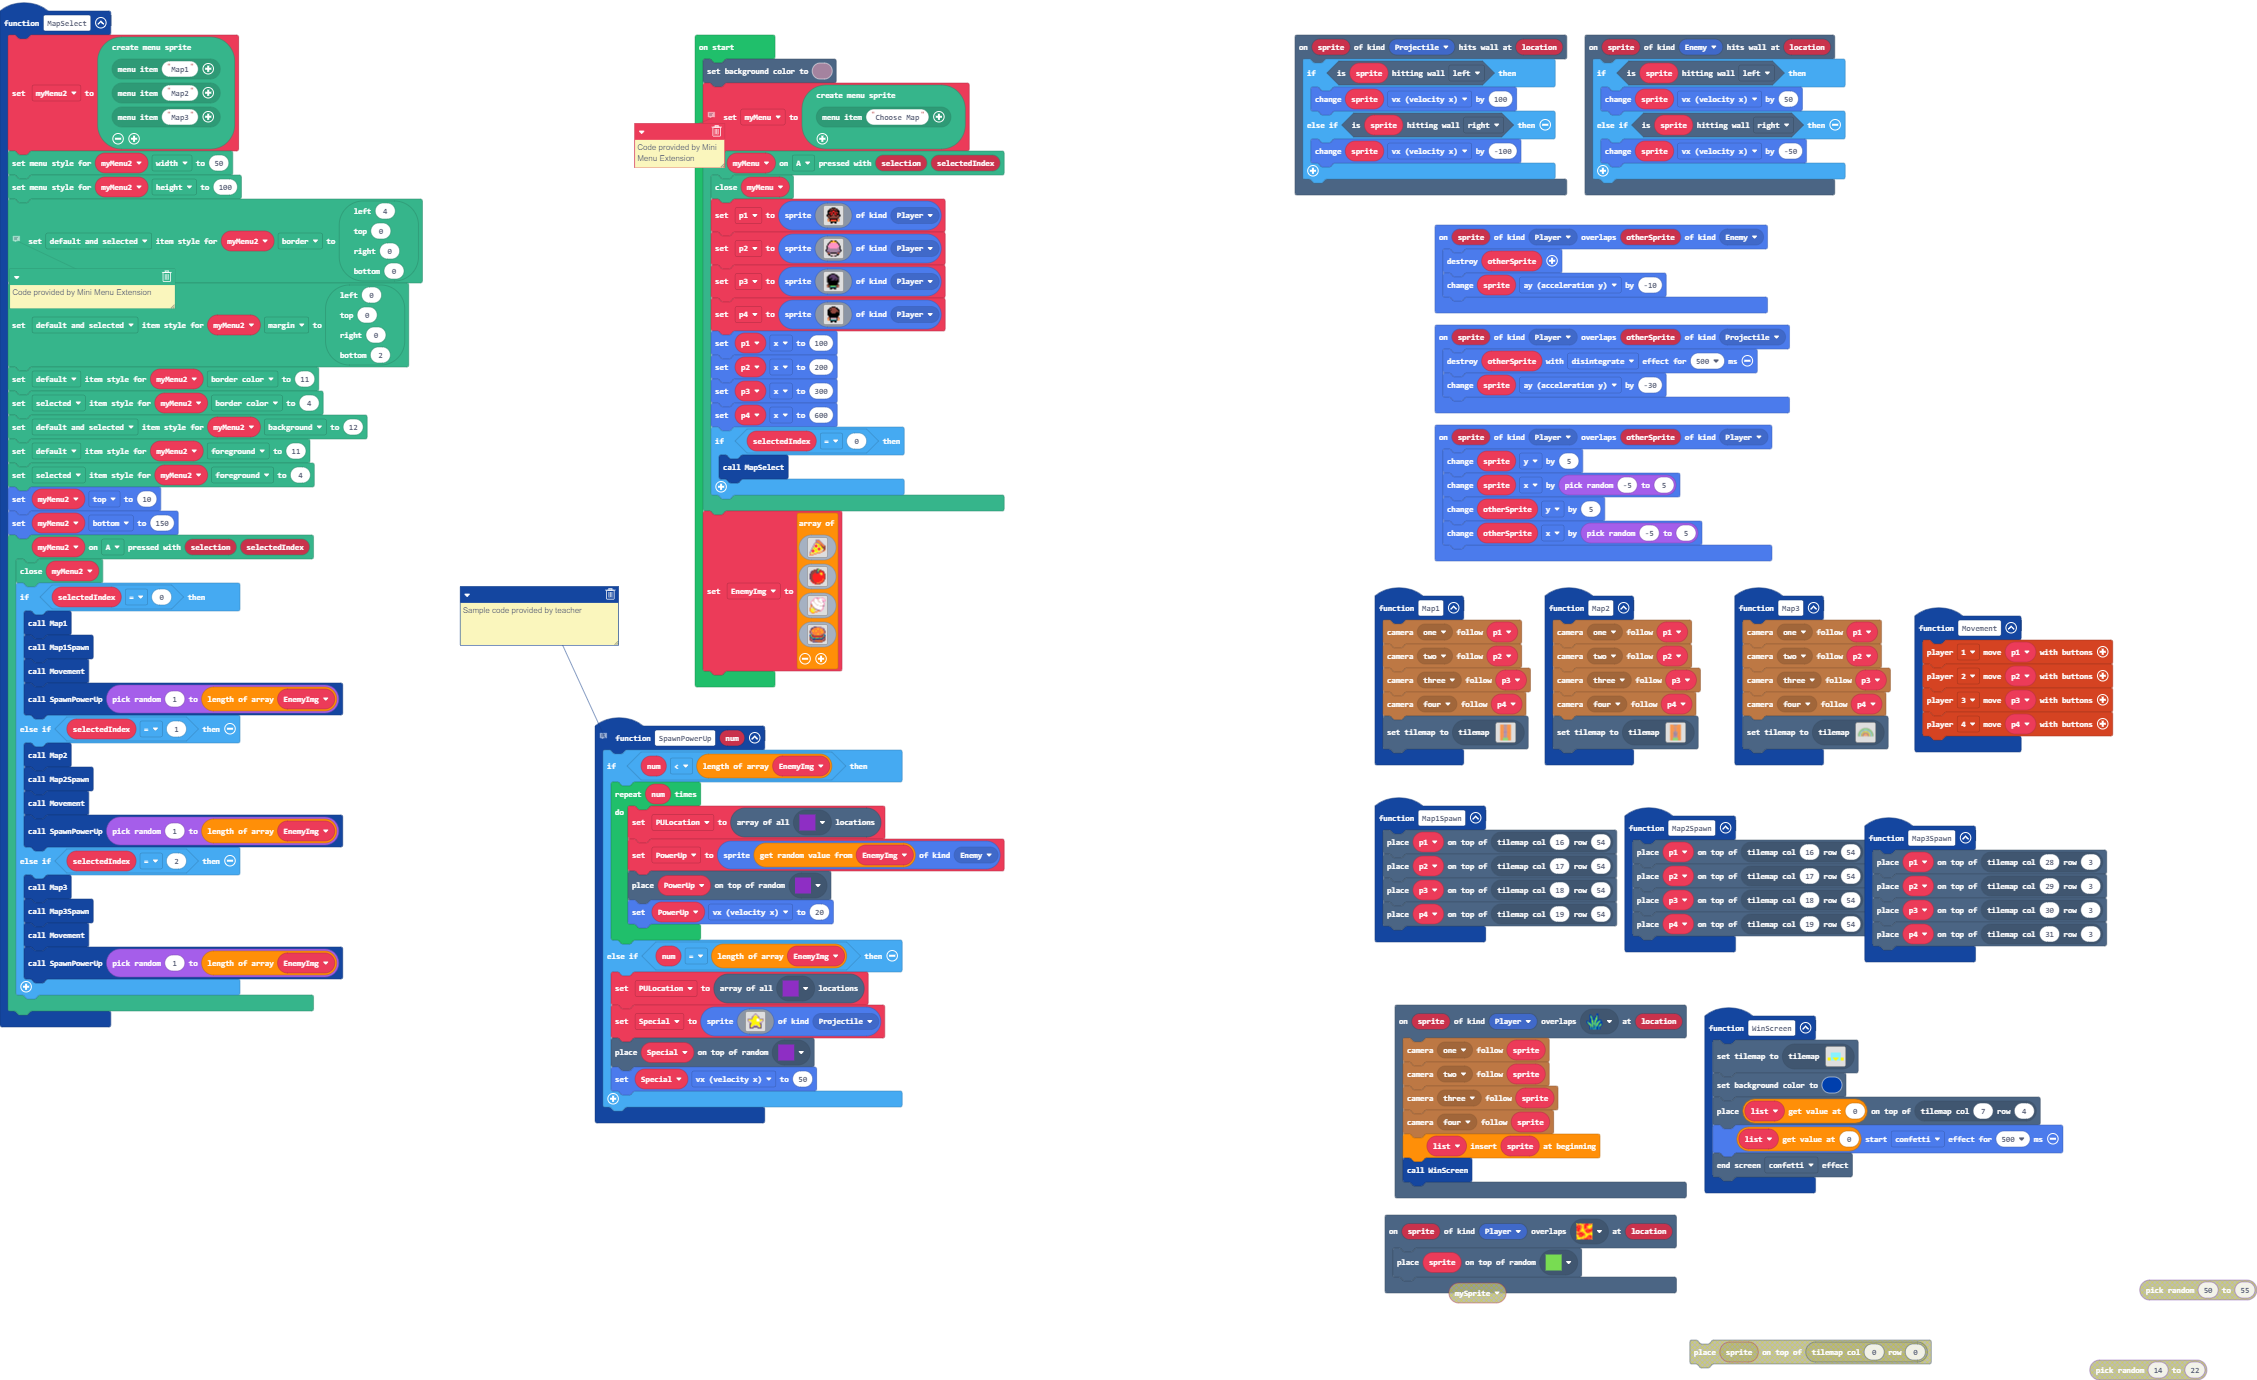 function MapSelect
set myMenu2 to create menu sprite
menu item "Map1"
menu item "Map2"
menu item "Map3"
set menu style for myMenu2 width to 50
set menu style for myMenu2 height to 100
set default and selected item style for myMenu2 border to left 4 top 0 right 0 bottom 0
Code provided by Mini Menu Extension
set default and selected item style for myMenu2 margin to left 0 top 0 right 0 bottom 2
set default item style for myMenu2 border color to 11
set selected item style for myMenu2 border color to 4
set default and selected item style for myMenu2 background to 12
set default item style for myMenu2 foreground to 11
set selected item style for myMenu2 foreground to 4
set myMenu2 top to 10
set myMenu2 bottom to 150
myMenu2 on A pressed with selection selectedIndex
close myMenu2
if selectedIndex = 0 then
call Map1
call Map1Spawn
call Movement
call SpawnPowerUp pick random 1 to length of array EnemyImg
else if selectedIndex = 1 then
call Map2
call Map2Spawn
call Movement
call SpawnPowerUp pick random 1 to length of array EnemyImg
else if selectedIndex = 2 then
call Map3
call Map3Spawn
call Movement
call SpawnPowerUp pick random 1 to length of array EnemyImg
on start
set background color to
set myMenu to create menu sprite
menu item "Choose Map"
Code provided by Mini
Menu Extension
myMenu on A pressed with selection selectedIndex
close myMenu
set p1 to sprite of kind Player
set p2 to sprite of kind Player
set p3 to sprite of kind Player
set p4 to sprite of kind Player
set p1 x to 100
set p2 x to 200
set p3 x to 300
set p4 x to 600
if selectedIndex = 0 then
call MapSelect
set EnemyImg to array of
Sample code provided by teacher
function SpawnPowerUp num
if num < length of array EnemyImg then
repeat num times
do set PULocation to array of all locations
set PowerUp to sprite get random value from EnemyImg of kind Enemy
place PowerUp on top of random
set PowerUp vx (velocity x) to 20
else if num = length of array EnemyImg then
set PULocation to array of all locations
set Special to sprite of kind Projectile
place Special on top of random
set Special vx (velocity x) to 50
on sprite of kind Projectile hits wall at location
if is sprite hitting wall left then
change sprite vx (velocity x) by 100
else if is sprite hitting wall right then
change sprite vx (velocity x) by -100
on sprite of kind Enemy hits wall at location
if is sprite hitting wall left then
change sprite vx (velocity x) by 50
else if is sprite hitting wall right then
change sprite vx (velocity x) by -50
on sprite of kind Player overlaps otherSprite of kind Enemy
destroy otherSprite
change sprite ay (acceleration y) by -10
on sprite of kind Player overlaps otherSprite of kind Projectile
destroy otherSprite with disintegrate effect for 500 ms
change sprite ay (acceleration y) by -30
on sprite of kind Player overlaps otherSprite of kind Player
change sprite y by 5
change sprite x by pick random -5 to 5
change otherSprite y by 5
change otherSprite x by pick random -5 to 5
function Map1
camera one follow p1
camera two follow p2
camera three follow p3
camera four follow p4
set tilemap to tilemap
function Map2
camera one follow p1
camera two follow p2
camera three follow p3
camera four follow p4
set tilemap to tilemap
function Map3
camera one follow p1
camera two follow p2
camera three follow p3
camera four follow p4
set tilemap to tilemap
function Movement
player 1 move p1 with buttons
player 2 move p2 with buttons
player 3 move p3 with buttons
player 4 move p4 with buttons
function Map1Spawn
place p1 on top of tilemap col 16 row 54
place p2 on top of tilemap col 17 row 54
place p3 on top of tilemap col 18 row 54
place p4 on top of tilemap col 19 row 54
function Map2Spawn
place p1 on top of tilemap col 16 row 54
place p2 on top of tilemap col 17 row 54
place p3 on top of tilemap col 18 row 54
place p4 on top of tilemap col 19 row 54
function Map3Spawn
place p1 on top of tilemap col 28 row 3
place p2 on top of tilemap col 29 row 3
place p3 on top of tilemap col 30 row 3
place p4 on top of tilemap col 31 row 3
on sprite of kind Player overlaps at location
camera one follow sprite
camera two follow sprite
camera three follow sprite
camera four follow sprite
list insert sprite at beginning
call WinScreen
function WinScreen
set tilemap to tilemap
set background color to
place list get value at 0 on top of tilemap col 7 row 4
list get value at 0 start confetti effect for 500 ms
end screen confetti effect
on sprite of kind Player overlaps at location
place sprite on top of random
mySprite
pick random 50 to 55
place sprite on top of tilemap col 0 row 0
pick random 14 to 22